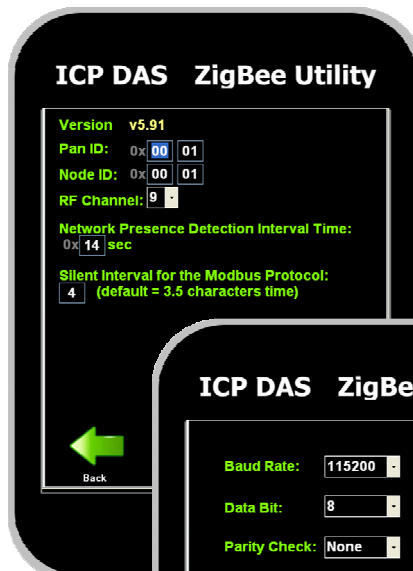 ICP DAS ZigBee Utility
Version v5.91
Pan ID: 0x 00 01
Node ID: 0x 00 01
RF Channel: 9
Network Presence Detection Interval Time:
0x 14 sec
Silent Interval for the Modbus Protocol:
4 (default = 3.5 characters time)
Back
ICP DAS ZigBe
Baud Rate: 115200
Data Bit: 8
Parity Check: None